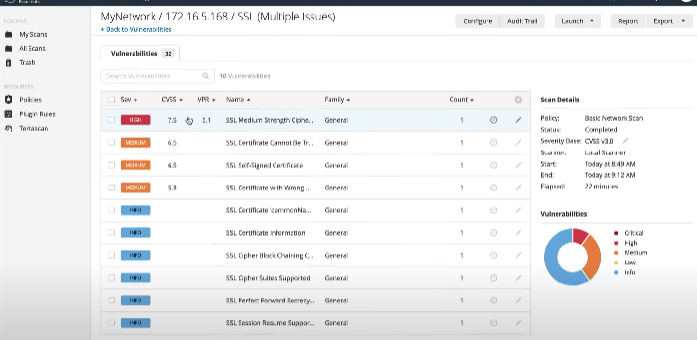 Essentials
MyNetwork / 172.16.5.168 / SSL (Multiple Issues)
‹ Back to Vulnerabilities
Configure
Audit Trail
Launch
Report
Export
FOLDERS
My Scans
All Scans
Trash
RESOURCES
Policies
Plugin Rules
Terrascan
Vulnerabilities 32
Search Vulnerabilities
10 Vulnerabilities
Sev CVSS VPR Name Family Count
HIGH 7.5 5.1 SSL Medium Strength Ciphe... General 1
MEDIUM 6.5 SSL Certificate Cannot Be Tr... General 1
MEDIUM 6.5 SSL Self-Signed Certificate General 1
MEDIUM 5.3 SSL Certificate with Wrong ... General 1
INFO SSL Certificate 'commonNa... General 1
INFO SSL Certificate Information General 1
INFO SSL Cipher Block Chaining C... General 1
INFO SSL Cipher Suites Supported General 1
INFO SSL Perfect Forward Secrecy... General 1
INFO SSL Session Resume Suppor... General 1
Scan Details
Policy: Basic Network Scan
Status: Completed
Severity Base: CVSS v3.0
Scanner: Local Scanner
Start: Today at 8:49 AM
End: Today at 9:12 AM
Elapsed: 22 minutes
Vulnerabilities
Critical
High
Medium
Low
Info